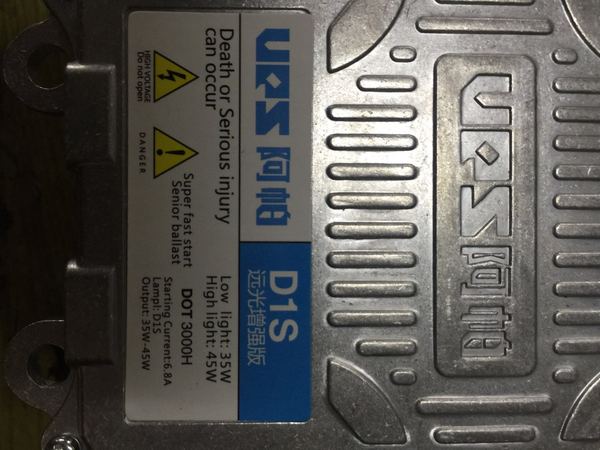 UPS 阿帕
D1S
远光增强版
Death or Serious injury
can occur
Low light: 35W
High light: 45W
HIGH VOLTAGE
Do not open
DANGER
Super fast start
Senior ballast
DOT 3000H
Starting Current:6.8A
Lampl: D1S
Output: 35W-45W
UPS 阿帕